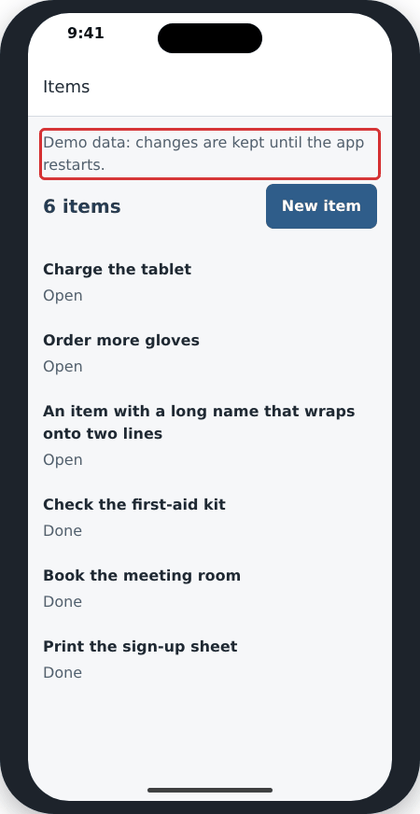 9:41
Items
Demo data: changes are kept until the app
restarts.
6 items
New item
Charge the tablet
Open
Order more gloves
Open
An item with a long name that wraps
onto two lines
Open
Check the first-aid kit
Done
Book the meeting room
Done
Print the sign-up sheet
Done